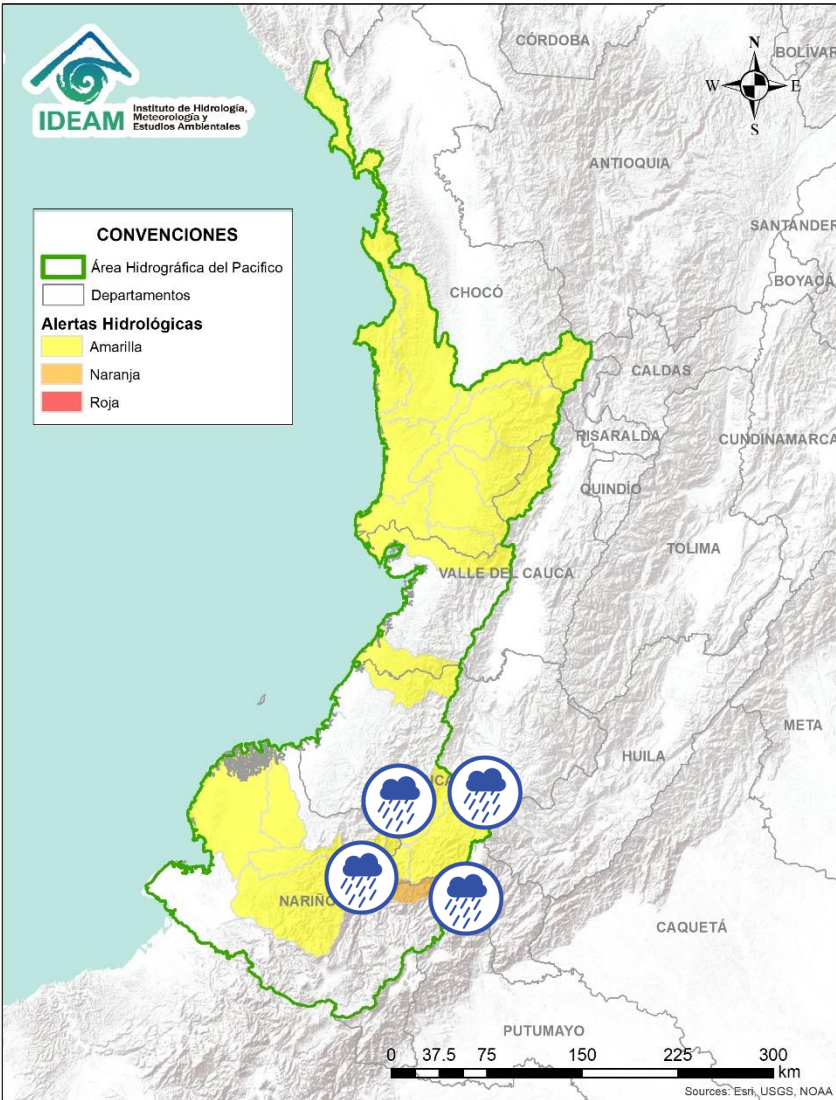 IDEAM
Instituto de Hidrología,
Meteorología y
Estudios Ambientales
CÓRDOBA
BOLÍVAR
N
W
E
S
ANTIOQUIA
SANTANDER
BOYACÁ
CONVENCIONES
Área Hidrográfica del Pacifico
Departamentos
Alertas Hidrológicas
Amarilla
Naranja
Roja
CHOCÓ
CALDAS
RISARALDA
CUNDINAMARCA
QUINDÍO
TOLIMA
VALLE DEL CAUCA
META
HUILA
NARIÑO
CAQUETÁ
PUTUMAYO
0 37.5 75 150 225 300
km
Sources: Esri, USGS, NOAA